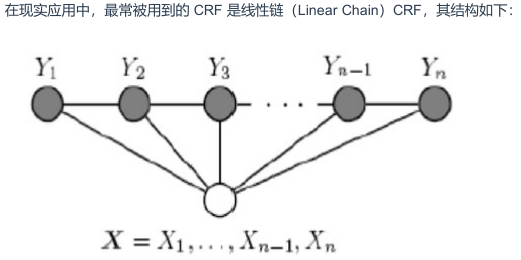 在现实应用中，最常被用到的 CRF 是线性链（Linear Chain）CRF，其结构如下：
Y₁ Y₂ Y₃ Yₙ₋₁ Yₙ
· · ·
X = X₁, . . . , Xₙ₋₁, Xₙ